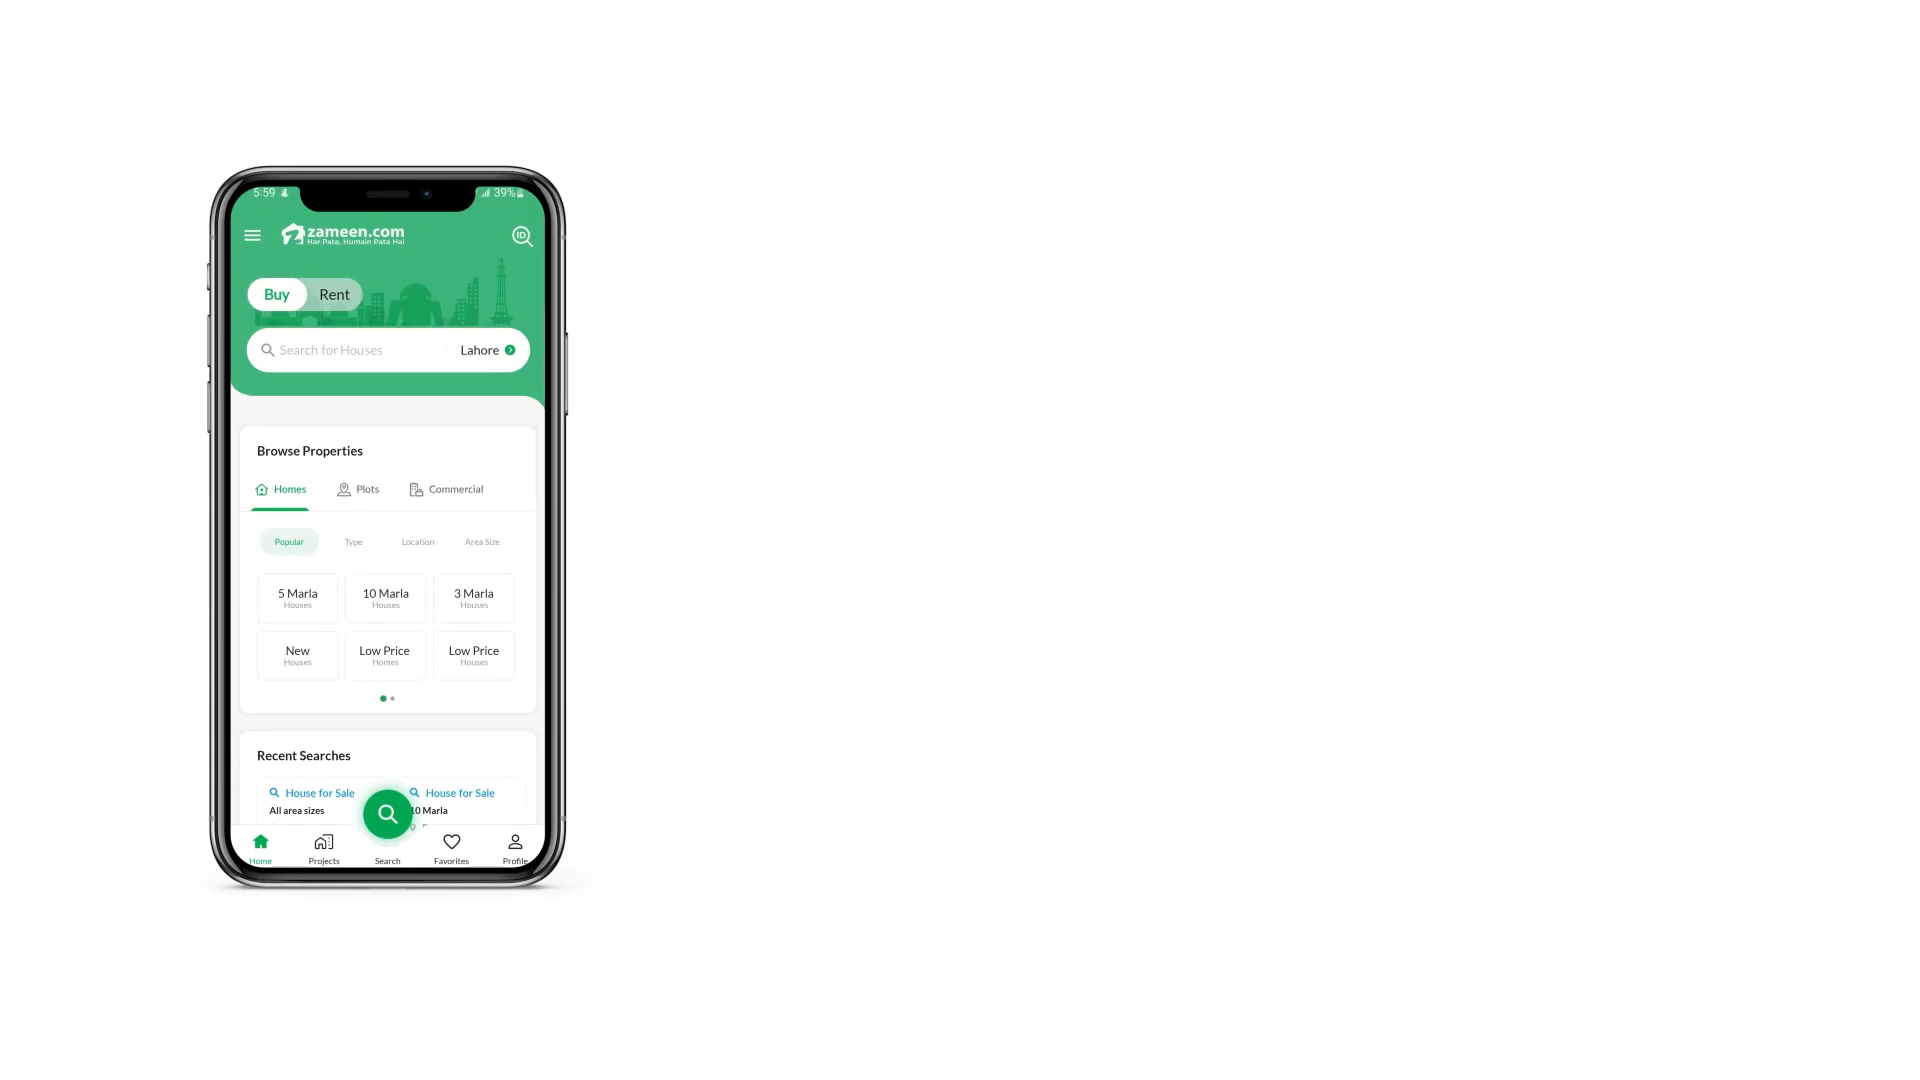 5:59
39%
zameen.com
Har Pata, Humain Pata Hai
ID
Buy Rent
Search for Houses Lahore
Browse Properties
Homes Plots Commercial
Popular Type Location Area Size
5 Marla 10 Marla 3 Marla
Houses Houses Houses
New Low Price Low Price
Houses Homes Houses
Recent Searches
House for Sale House for Sale
All area sizes 10 Marla
Home Projects Search Favorites Profile